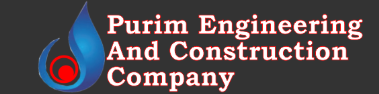 Purim Engineering
And Construction
Company